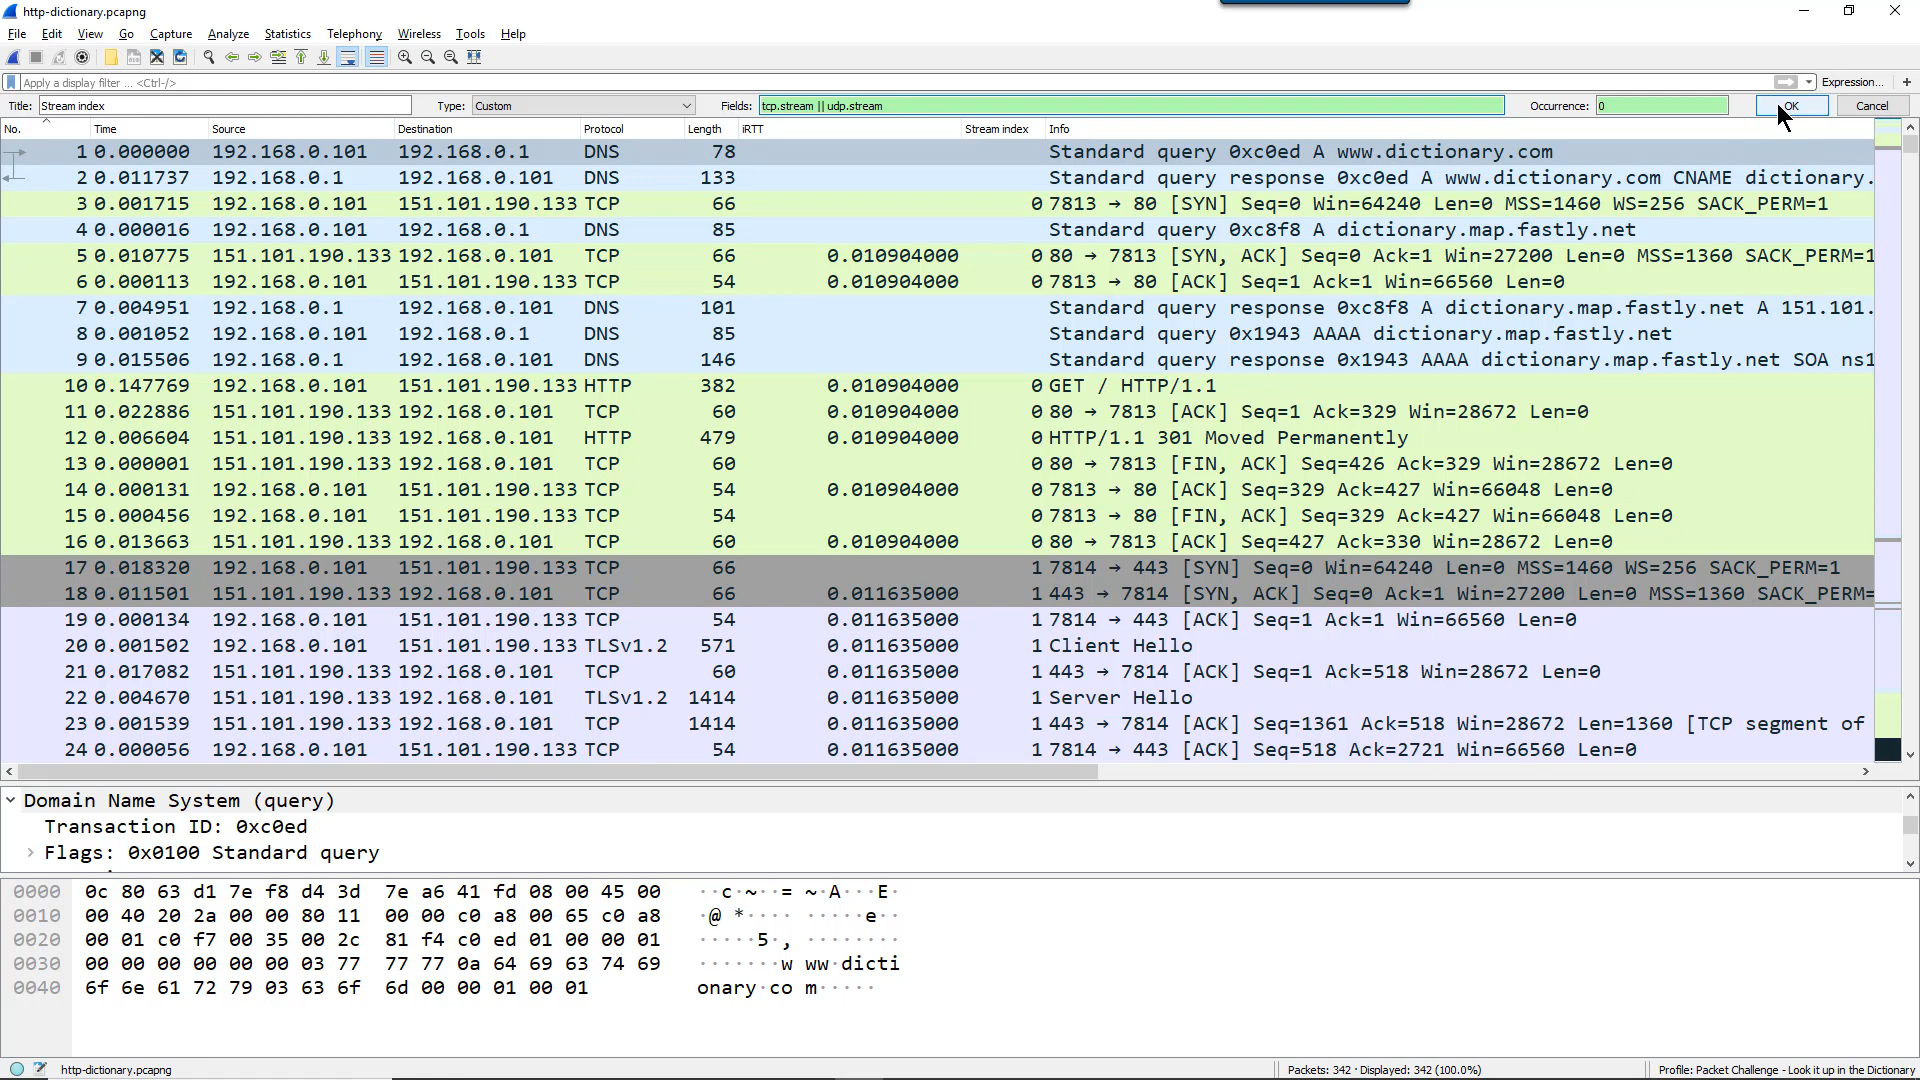 http-dictionary.pcapng
File Edit View Go Capture Analyze Statistics Telephony Wireless Tools Help
Apply a display filter ... <Ctrl-/> Expression... +
Title: Stream index Type: Custom Fields: tcp.stream || udp.stream Occurrence: 0 OK Cancel
No. Time Source Destination Protocol Length iRTT Stream index Info
1 0.000000 192.168.0.101 192.168.0.1 DNS 78 Standard query 0xc0ed A www.dictionary.com
2 0.011737 192.168.0.1 192.168.0.101 DNS 133 Standard query response 0xc0ed A www.dictionary.com CNAME dictionary.
3 0.001715 192.168.0.101 151.101.190.133 TCP 66 0 7813 → 80 [SYN] Seq=0 Win=64240 Len=0 MSS=1460 WS=256 SACK_PERM=1
4 0.000016 192.168.0.101 192.168.0.1 DNS 85 Standard query 0xc8f8 A dictionary.map.fastly.net
5 0.010775 151.101.190.133 192.168.0.101 TCP 66 0.010904000 0 80 → 7813 [SYN, ACK] Seq=0 Ack=1 Win=27200 Len=0 MSS=1360 SACK_PERM=1
6 0.000113 192.168.0.101 151.101.190.133 TCP 54 0.010904000 0 7813 → 80 [ACK] Seq=1 Ack=1 Win=66560 Len=0
7 0.004951 192.168.0.1 192.168.0.101 DNS 101 Standard query response 0xc8f8 A dictionary.map.fastly.net A 151.101.
8 0.001052 192.168.0.101 192.168.0.1 DNS 85 Standard query 0x1943 AAAA dictionary.map.fastly.net
9 0.015506 192.168.0.1 192.168.0.101 DNS 146 Standard query response 0x1943 AAAA dictionary.map.fastly.net SOA ns1
10 0.147769 192.168.0.101 151.101.190.133 HTTP 382 0.010904000 0 GET / HTTP/1.1
11 0.022886 151.101.190.133 192.168.0.101 TCP 60 0.010904000 0 80 → 7813 [ACK] Seq=1 Ack=329 Win=28672 Len=0
12 0.006604 151.101.190.133 192.168.0.101 HTTP 479 0.010904000 0 HTTP/1.1 301 Moved Permanently
13 0.000001 151.101.190.133 192.168.0.101 TCP 60 0 80 → 7813 [FIN, ACK] Seq=426 Ack=329 Win=28672 Len=0
14 0.000131 192.168.0.101 151.101.190.133 TCP 54 0.010904000 0 7813 → 80 [ACK] Seq=329 Ack=427 Win=66048 Len=0
15 0.000456 192.168.0.101 151.101.190.133 TCP 54 0 7813 → 80 [FIN, ACK] Seq=329 Ack=427 Win=66048 Len=0
16 0.013663 151.101.190.133 192.168.0.101 TCP 60 0.010904000 0 80 → 7813 [ACK] Seq=427 Ack=330 Win=28672 Len=0
17 0.018320 192.168.0.101 151.101.190.133 TCP 66 1 7814 → 443 [SYN] Seq=0 Win=64240 Len=0 MSS=1460 WS=256 SACK_PERM=1
18 0.011501 151.101.190.133 192.168.0.101 TCP 66 0.011635000 1 443 → 7814 [SYN, ACK] Seq=0 Ack=1 Win=27200 Len=0 MSS=1360 SACK_PERM=
19 0.000134 192.168.0.101 151.101.190.133 TCP 54 0.011635000 1 7814 → 443 [ACK] Seq=1 Ack=1 Win=66560 Len=0
20 0.001502 192.168.0.101 151.101.190.133 TLSv1.2 571 0.011635000 1 Client Hello
21 0.017082 151.101.190.133 192.168.0.101 TCP 60 0.011635000 1 443 → 7814 [ACK] Seq=1 Ack=518 Win=28672 Len=0
22 0.004670 151.101.190.133 192.168.0.101 TLSv1.2 1414 0.011635000 1 Server Hello
23 0.001539 151.101.190.133 192.168.0.101 TCP 1414 0.011635000 1 443 → 7814 [ACK] Seq=1361 Ack=518 Win=28672 Len=1360 [TCP segment of
24 0.000056 192.168.0.101 151.101.190.133 TCP 54 0.011635000 1 7814 → 443 [ACK] Seq=518 Ack=2721 Win=66560 Len=0
Domain Name System (query)
Transaction ID: 0xc0ed
Flags: 0x0100 Standard query
0000 0c 80 63 d1 7e f8 d4 3d 7e a6 41 fd 08 00 45 00 ··c·~··= ~·A···E·
0010 00 40 20 2a 00 00 80 11 00 00 c0 a8 00 65 c0 a8 ·@ *···· ·····e··
0020 00 01 c0 f7 00 35 00 2c 81 f4 c0 ed 01 00 00 01 ·····5·, ········
0030 00 00 00 00 00 00 03 77 77 77 0a 64 69 63 74 69 ·······w ww·dicti
0040 6f 6e 61 72 79 03 63 6f 6d 00 00 01 00 01 onary·co m·····
http-dictionary.pcapng Packets: 342 · Displayed: 342 (100.0%) Profile: Packet Challenge - Look it up in the Dictionary